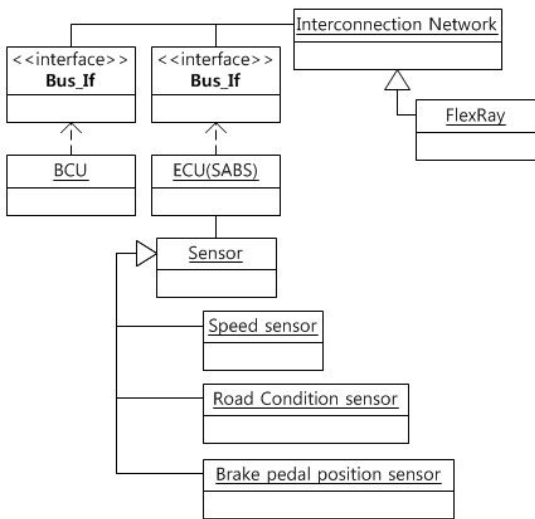 Interconnection Network
<<interface>>
Bus_If
<<interface>>
Bus_If
FlexRay
BCU
ECU(SABS)
Sensor
Speed sensor
Road Condition sensor
Brake pedal position sensor